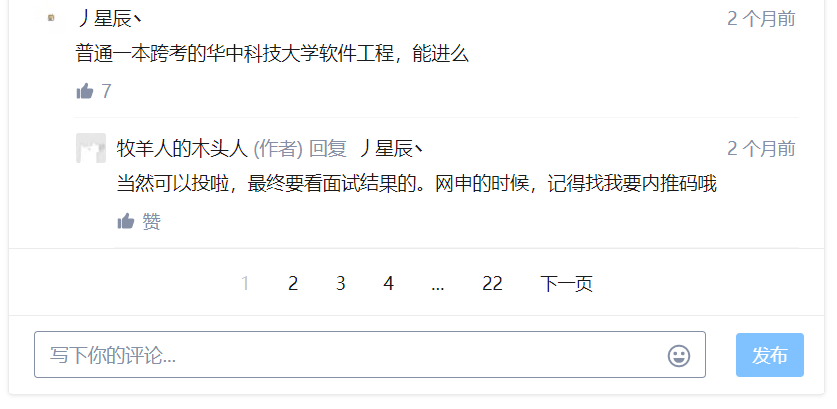 丿星辰丶 2 个月前
普通一本跨考的华中科技大学软件工程，能进么
7
牧羊人的木头人 (作者) 回复 丿星辰丶 2 个月前
当然可以投啦，最终要看面试结果的。网申的时候，记得找我要内推码哦
赞
1 2 3 4 ... 22 下一页
写下你的评论... 发布